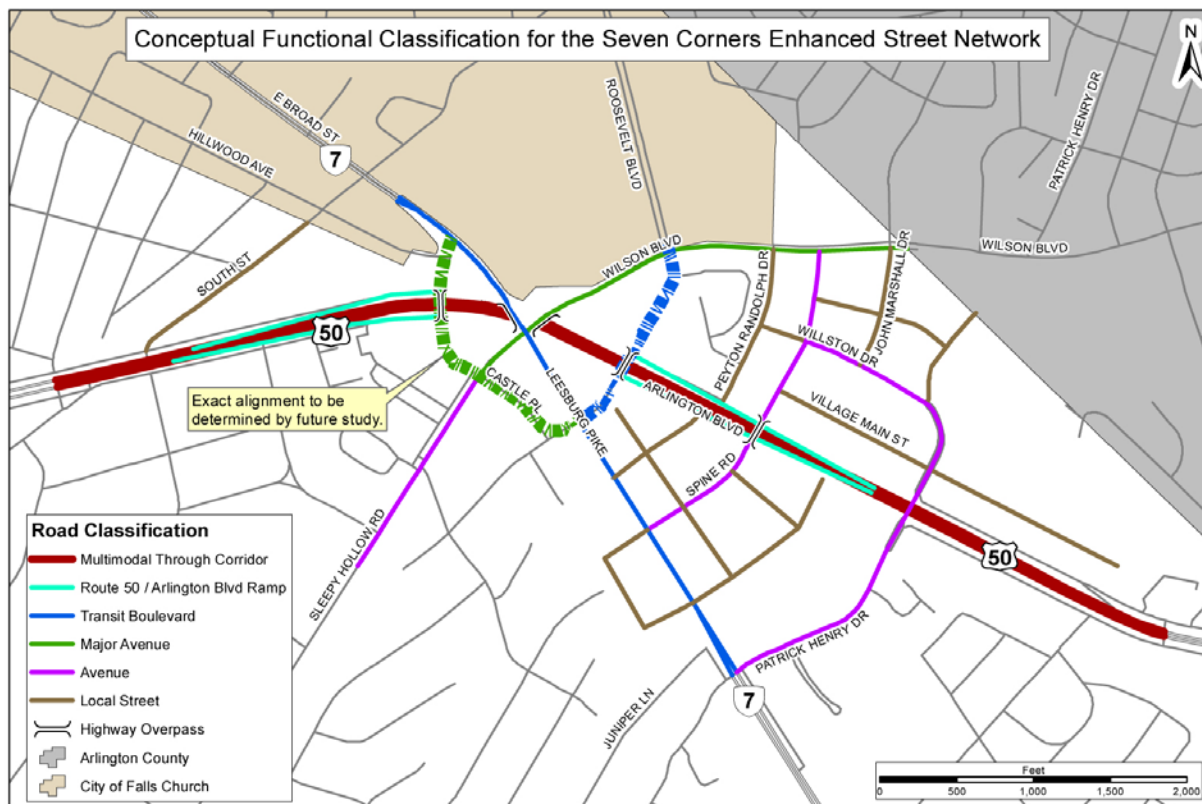 Conceptual Functional Classification for the Seven Corners Enhanced Street Network
N
E BROAD ST
7
HILLWOOD AVE
ROOSEVELT BLVD
PATRICK HENRY DR
SOUTH ST
WILSON BLVD
WILSON BLVD
PEYTON RANDOLPH DR
JOHN MARSHALL DR
50
WILLSTON DR
Exact alignment to be
determined by future study.
CASTLE PL
LEESBURG PIKE
ARLINGTON BLVD
VILLAGE MAIN ST
SPINE RD
SLEEPY HOLLOW RD
50
PATRICK HENRY DR
JUNIPER LN
7
Road Classification
Multimodal Through Corridor
Route 50 / Arlington Blvd Ramp
Transit Boulevard
Major Avenue
Avenue
Local Street
Highway Overpass
Arlington County
City of Falls Church
Feet
0 500 1,000 1,500 2,000